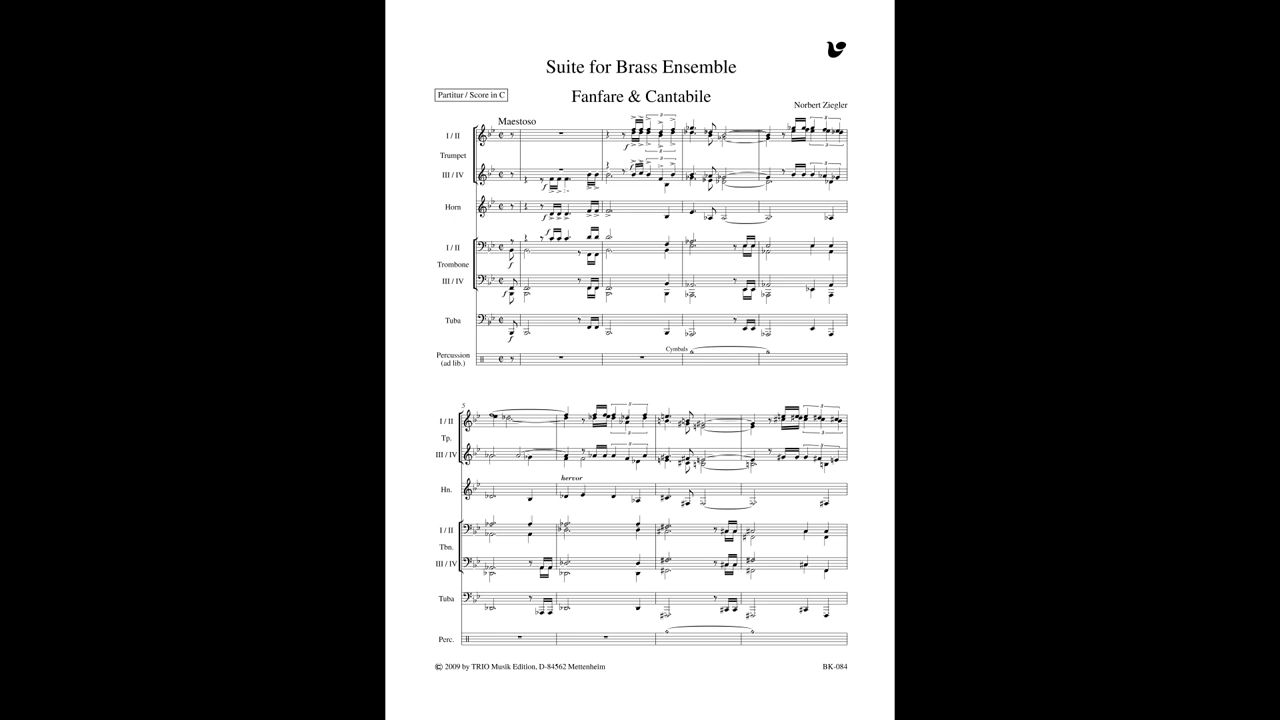 Suite for Brass Ensemble
Partitur / Score in C
Fanfare & Cantabile
Norbert Ziegler
Maestoso
I / II
Trumpet
III / IV
Horn
I / II
Trombone
III / IV
Tuba
Percussion
(ad lib.)
Cymbals
5
I / II
Tp.
III / IV
hervor
Hn.
I / II
Tbn.
III / IV
Tuba
Perc.
© 2009 by TRIO Musik Edition, D-84562 Mettenheim
BK-084